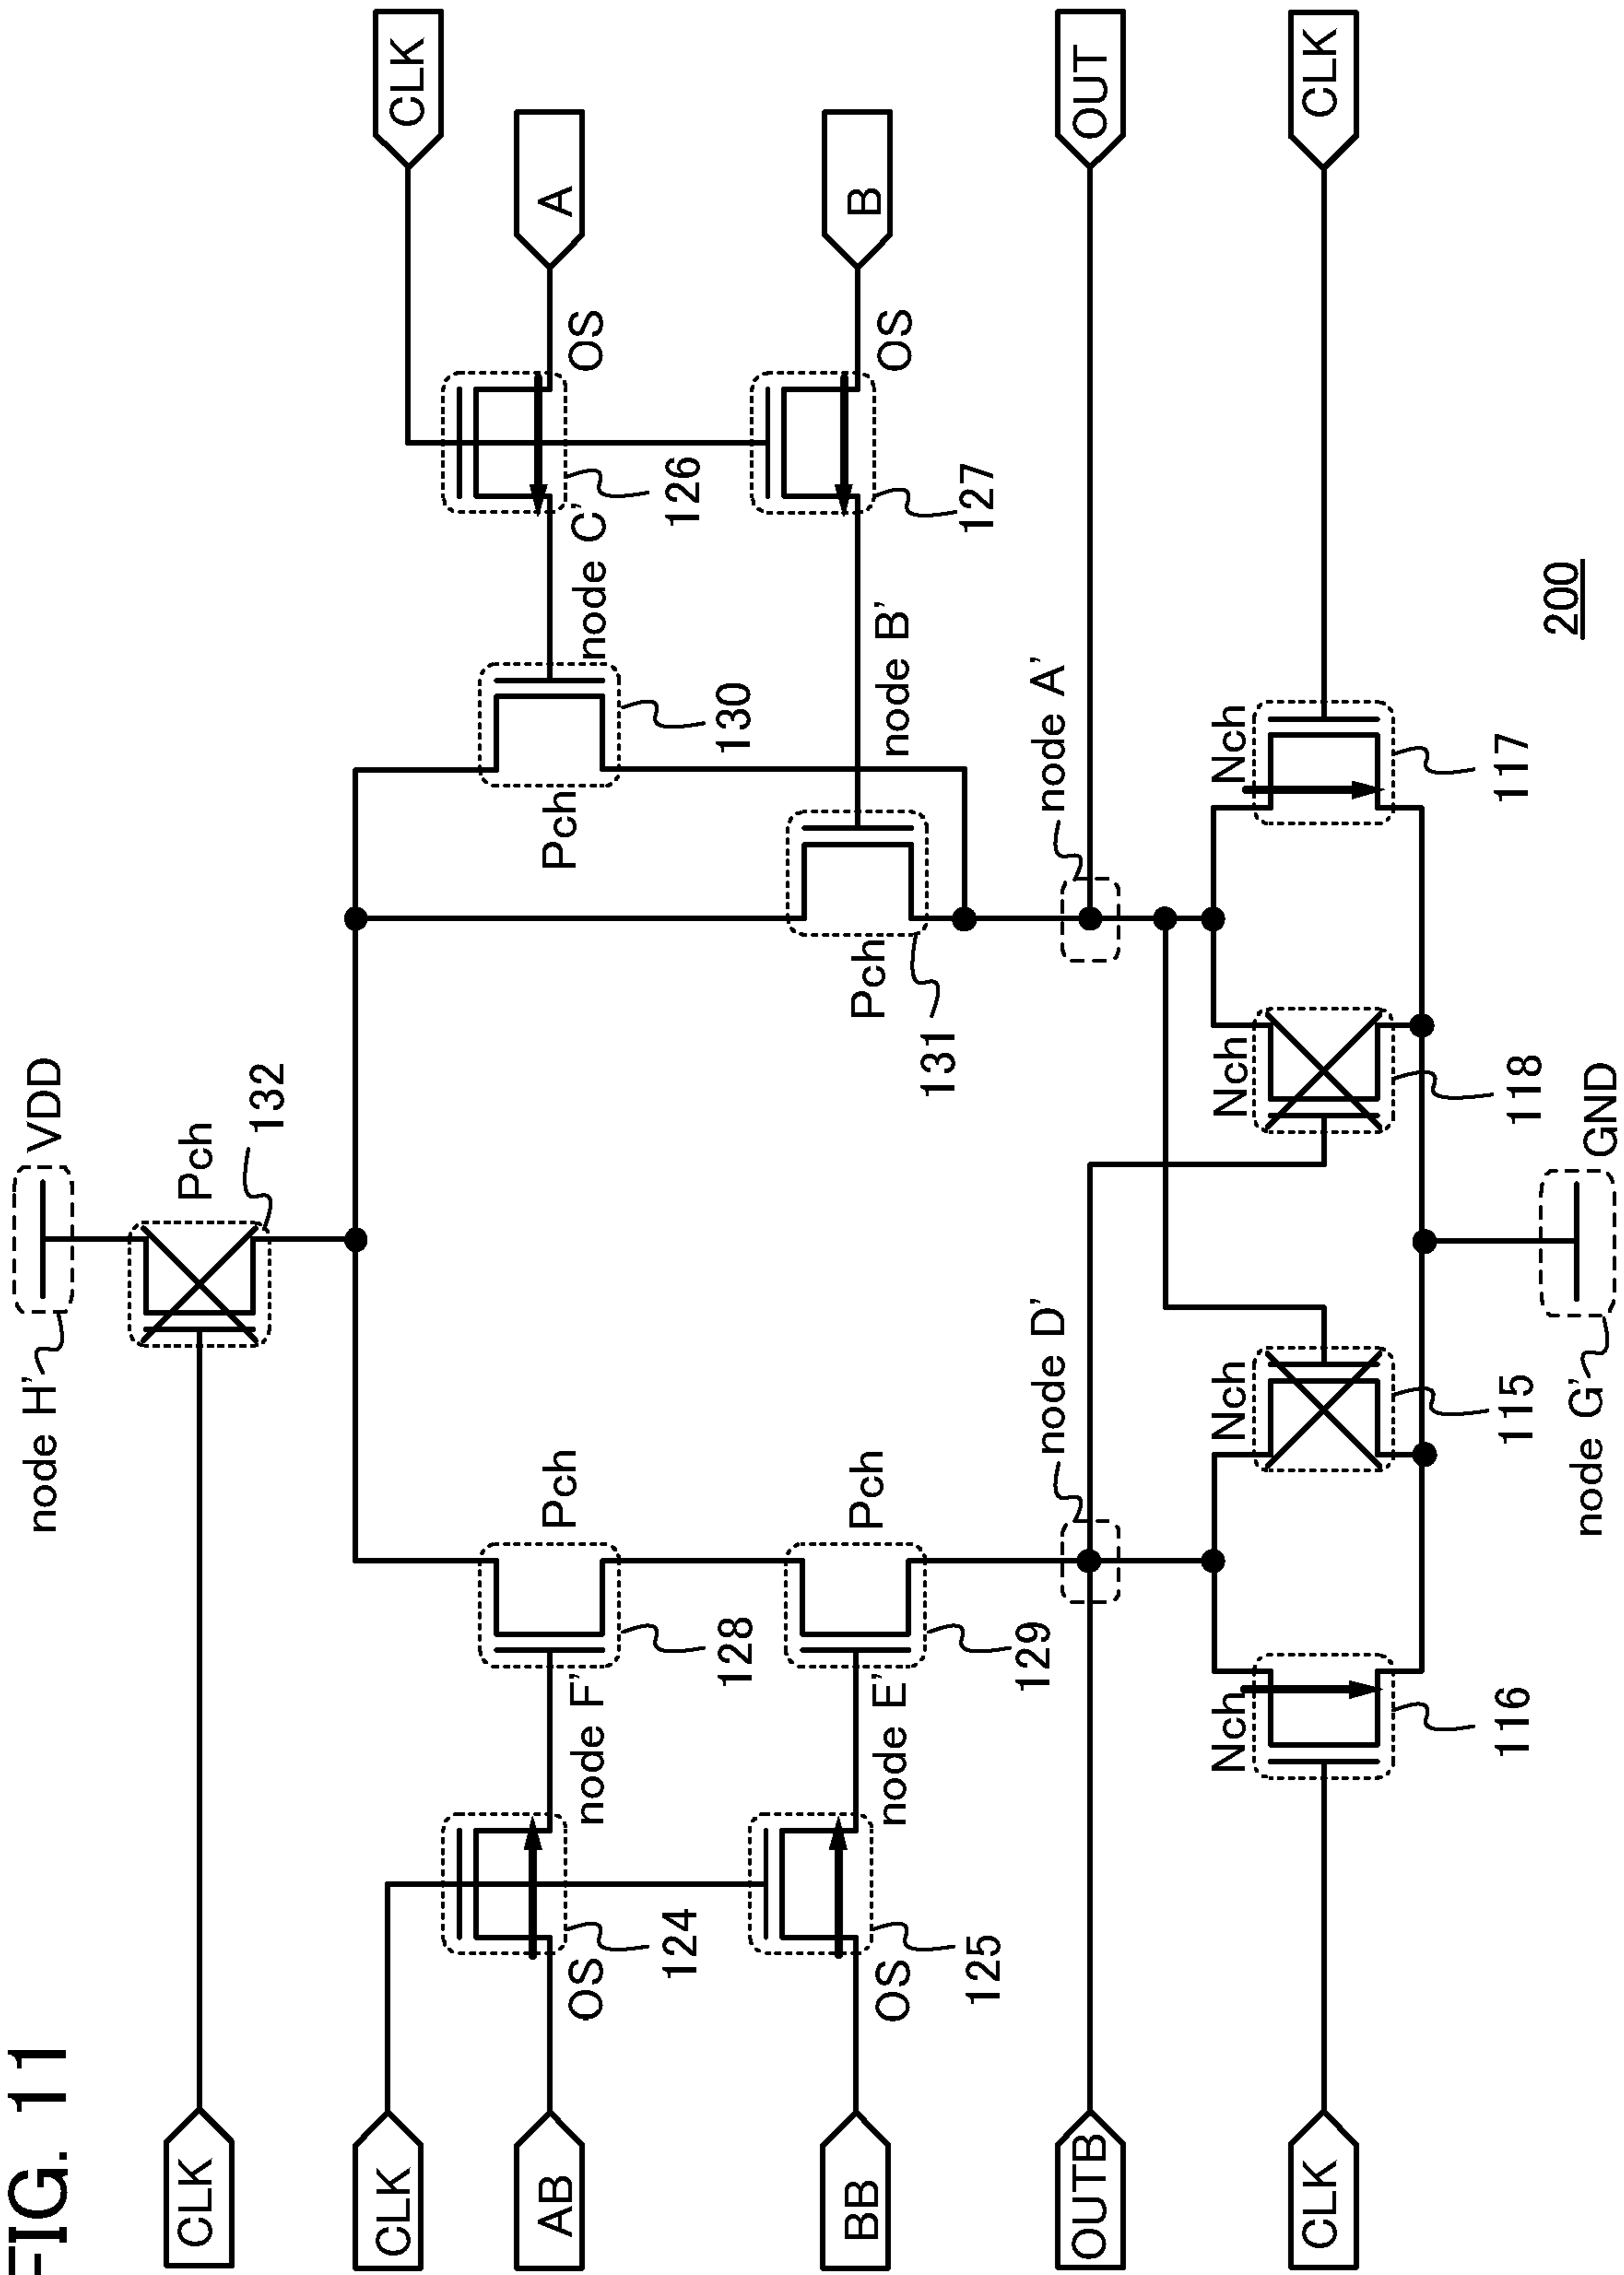 FIG. 11
node H'
VDD
CLK
Pch
132
CLK
CLK
AB
OS
124
node F'
128
Pch
Pch
130
node C'
126
OS
A
BB
OS
125
node E'
129
Pch
Pch
131
node B'
127
OS
B
OUTB
node D'
node A'
OUT
CLK
Nch
116
Nch
115
Nch
118
Nch
117
CLK
node G'
GND
200